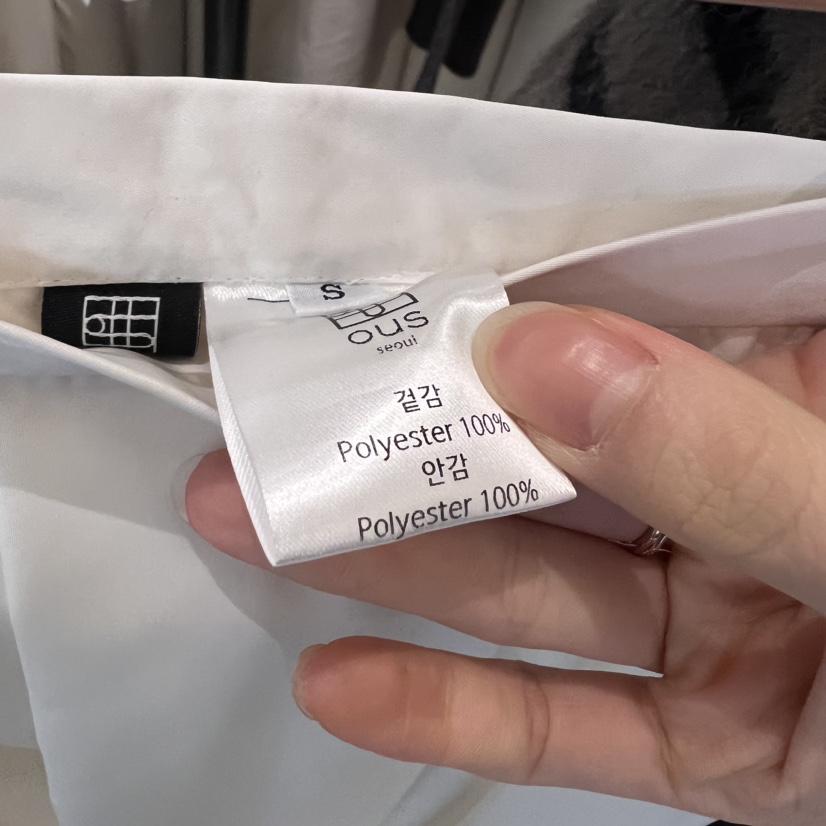 S
ous
seoul
겉감
Polyester 100%
안감
Polyester 100%